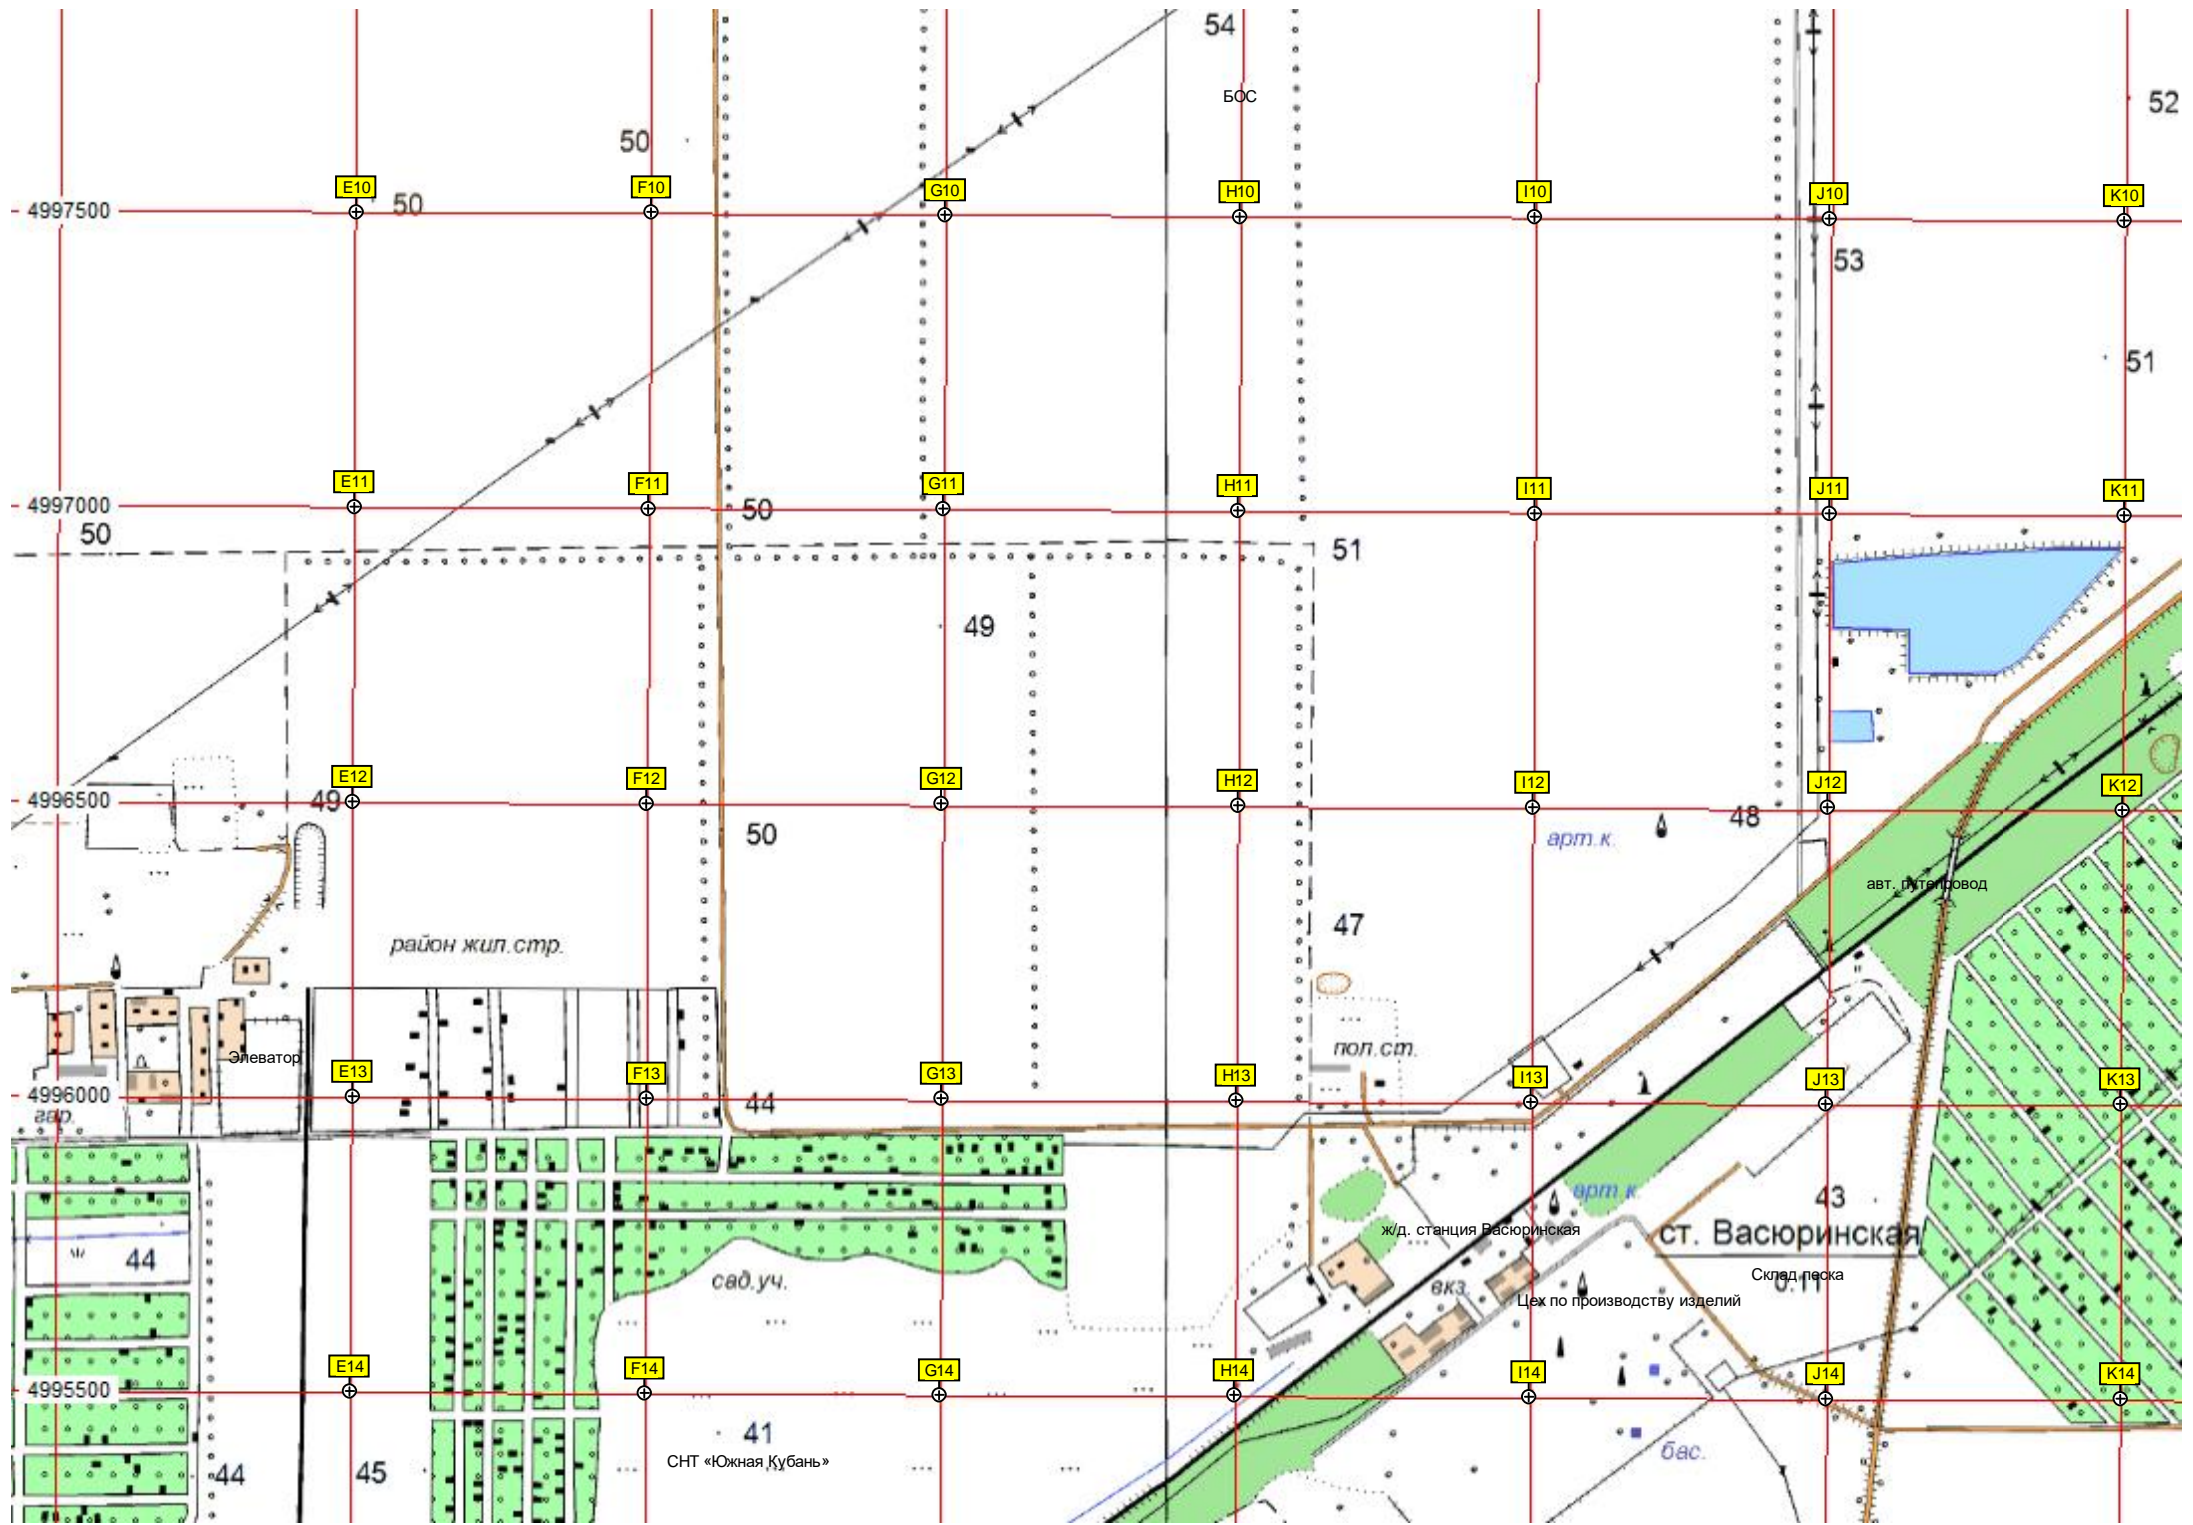 54
БОС
52
50
E10
F10
G10
H10
I10
J10
K10
50
4997500
53
51
E11
F11
G11
H11
I11
J11
K11
4997000
50
50
51
49
E12
F12
G12
H12
I12
J12
K12
4996500
49
50
48
арт.к.
авт. путепровод
47
район жил.стр.
пол.ст.
Элеватор
E13
F13
G13
H13
I13
J13
K13
4996000
44
гар.
арт.к.
43
ж/д. станция Васюринская
ст. Васюринская
44
сад.уч.
Склад песка
0.11
вкз.
Цех по производству изделий
E14
F14
G14
H14
I14
J14
K14
4995500
41
бас.
СНТ «Южная Кубань»
44
45